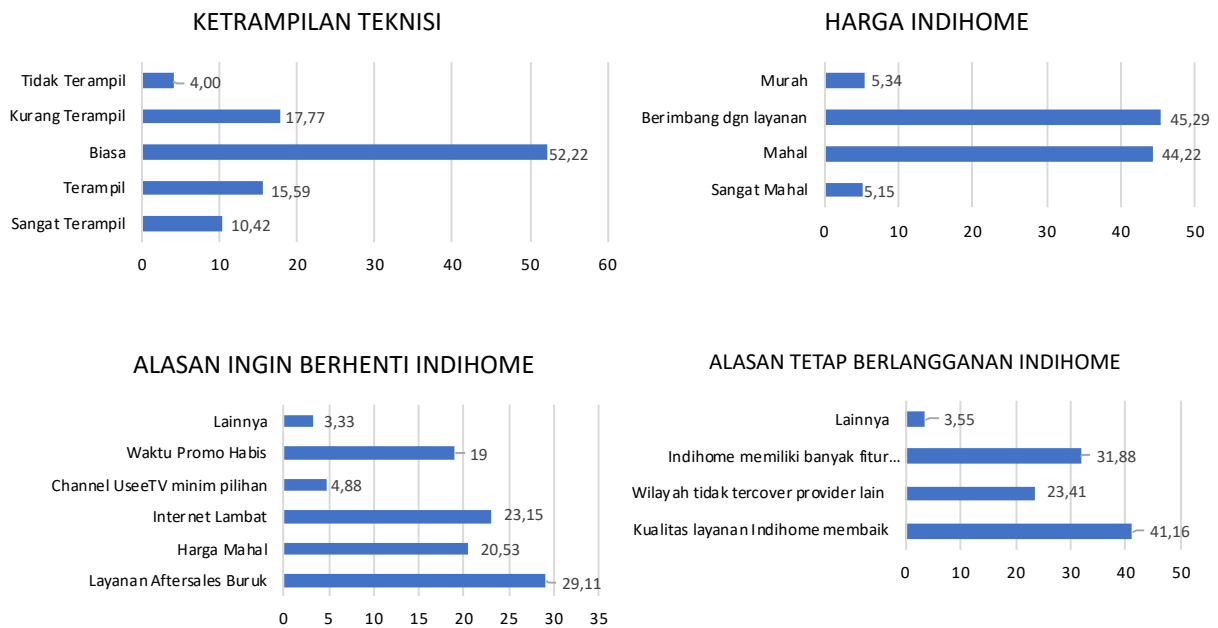 KETRAMPILAN TEKNISI
Tidak Terampil 4,00
Kurang Terampil 17,77
Biasa 52,22
Terampil 15,59
Sangat Terampil 10,42
0 10 20 30 40 50 60
HARGA INDIHOME
Murah 5,34
Berimbang dgn layanan 45,29
Mahal 44,22
Sangat Mahal 5,15
0 10 20 30 40 50
ALASAN INGIN BERHENTI INDIHOME
Lainnya 3,33
Waktu Promo Habis 19
Channel UseeTV minim pilihan 4,88
Internet Lambat 23,15
Harga Mahal 20,53
Layanan Aftersales Buruk 29,11
0 5 10 15 20 25 30 35
ALASAN TETAP BERLANGGANAN INDIHOME
Lainnya 3,55
Indihome memiliki banyak fitur... 31,88
Wilayah tidak tercover provider lain 23,41
Kualitas layanan Indihome membaik 41,16
0 10 20 30 40 50